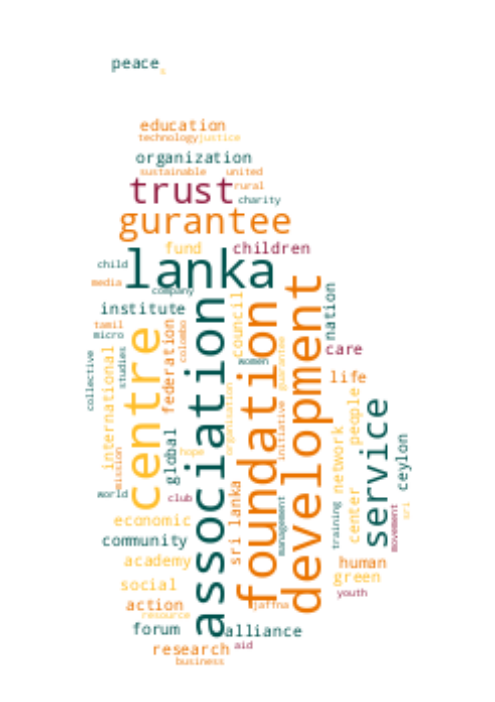 peace s
education
technology justice
organization
sustainable united
trust rural
charity
gurantee
fund children
child lanka
media company
institute council nation
tamil micro colombo
centre federation association foundation development
women guarantee care
collective studies international life
organisation initiative people
global hope network service ceylon
mission sri lanka center
world club management training movement sri
economic
community
academy human
social green
action jaffna youth
resource
forum alliance
research aid
business